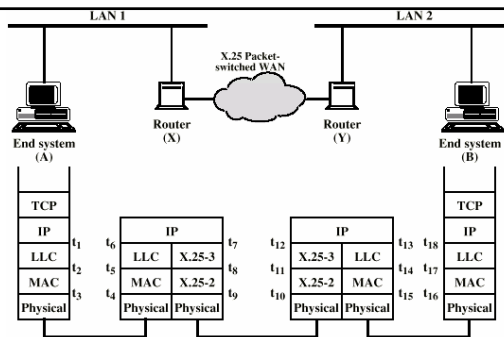 LAN 1
LAN 2
X.25 Packet-
switched WAN
End system
(A)
Router
(X)
Router
(Y)
End system
(B)
TCP
TCP
IP
IP
IP
IP
t1
t6
t7
t12
t13
t18
LLC
LLC
X.25-3
X.25-3
LLC
LLC
t2
t5
t8
t11
t14
t17
MAC
MAC
X.25-2
X.25-2
MAC
MAC
t3
t4
t9
t10
t15
t16
Physical
Physical
Physical
Physical
Physical
Physical